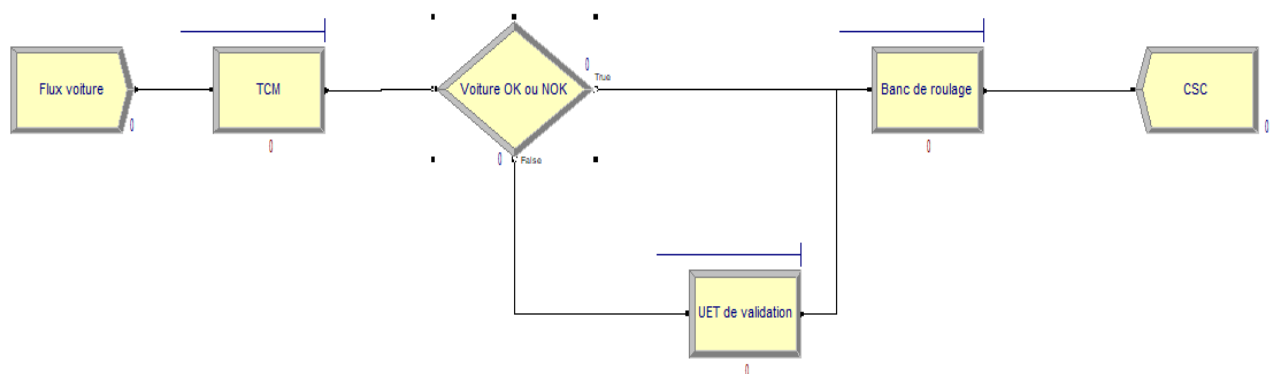 Flux voiture
0
TCM
0
Voiture OK ou NOK
0
True
0
False
Banc de roulage
0
CSC
0
UET de validation
0